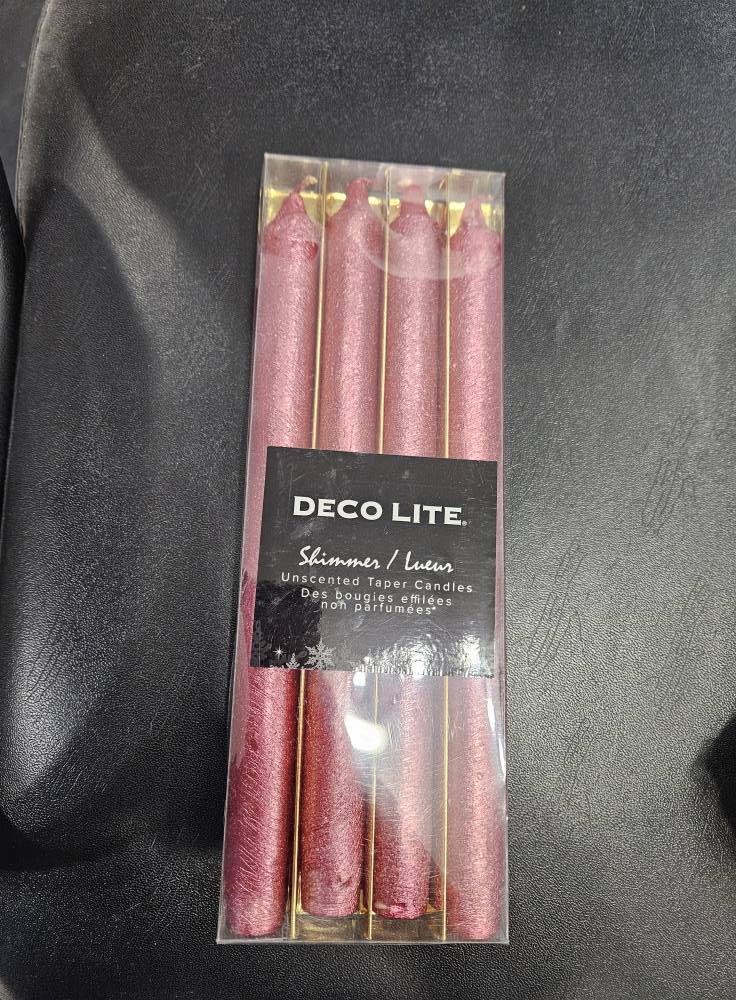 DECO LITE®
Shimmer / Lueur
Unscented Taper Candles
Des bougies effilées
non parfumées*